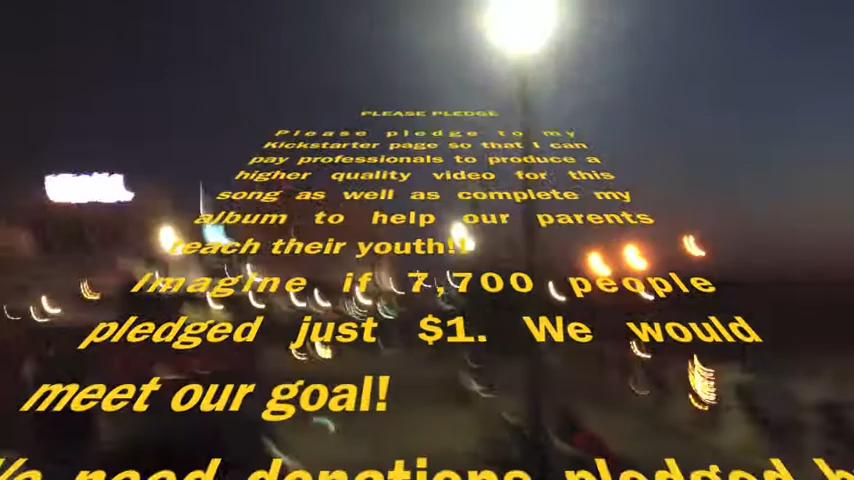 PLEASE PLEDGE
Please pledge to my
Kickstarter page so that I can
pay professionals to produce a
higher quality video for this
song as well as complete my
album to help our parents
reach their youth!!
Imagine if 7,700 people
pledged just $1. We would
meet our goal!
We need donations pledged